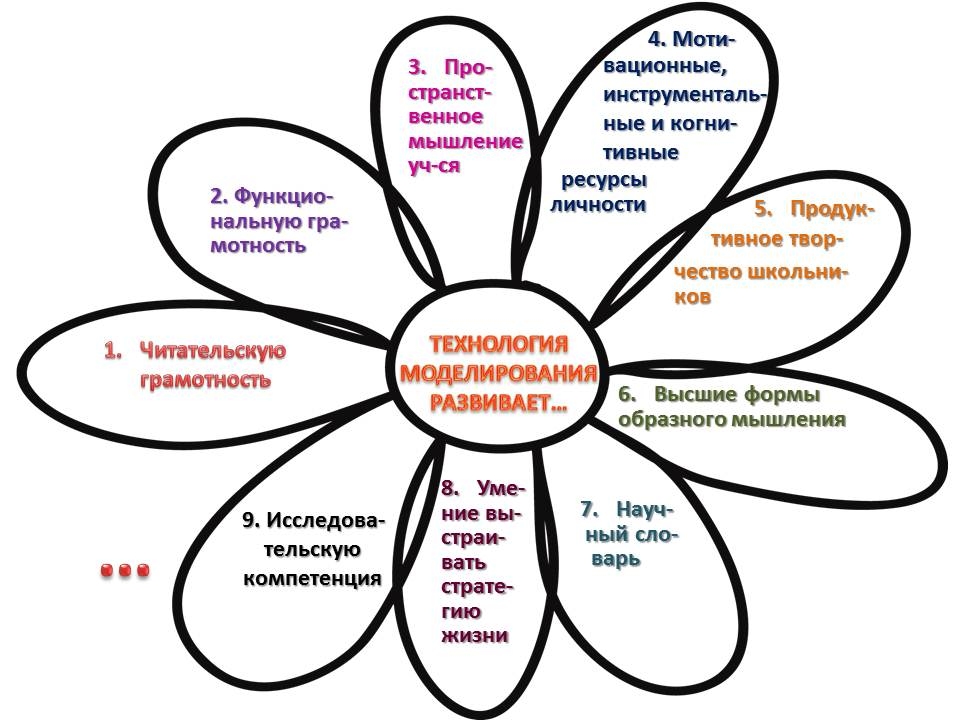 ТЕХНОЛОГИЯ
МОДЕЛИРОВАНИЯ
РАЗВИВАЕТ...
1. Читательскую
грамотность
2. Функцио-
нальную гра-
мотность
3. Про-
странст-
венное
мышление
уч-ся
4. Моти-
вационные,
инструменталь-
ные и когни-
тивные
ресурсы
личности
5. Продук-
тивное твор-
чество школьни-
ков
6. Высшие формы
образного мышления
7. Науч-
ный сло-
варь
8. Уме-
ние вы-
страи-
вать
страте-
гию
жизни
9. Исследова-
тельскую
компетенция
...